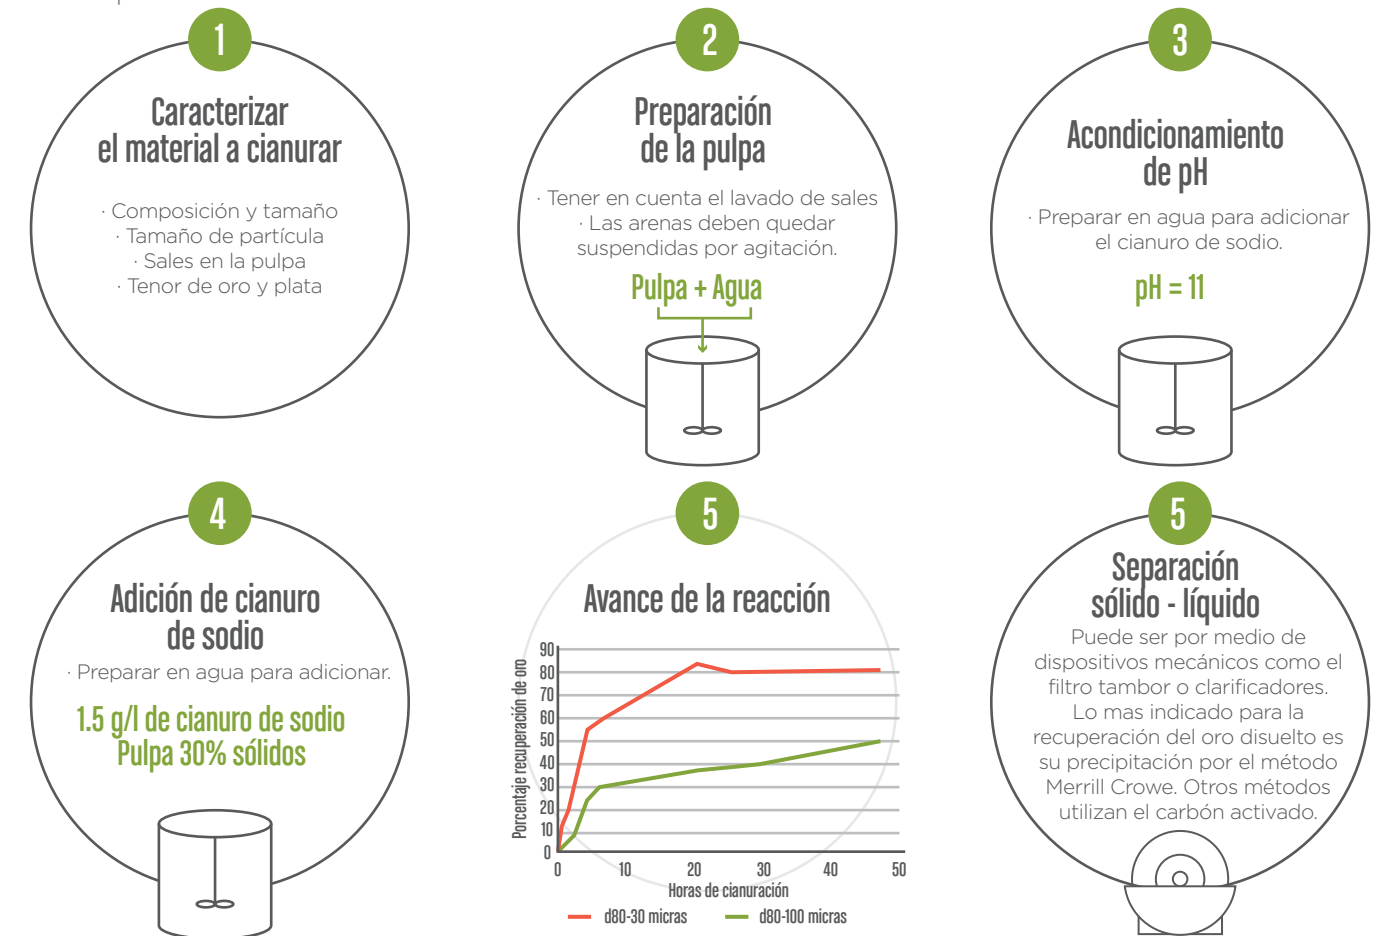 1
Caracterizar
el material a cianurar
· Composición y tamaño
· Tamaño de partícula
· Sales en la pulpa
· Tenor de oro y plata
2
Preparación
de la pulpa
· Tener en cuenta el lavado de sales
· Las arenas deben quedar
suspendidas por agitación.
Pulpa + Agua
3
Acondicionamiento
de pH
· Preparar en agua para adicionar
el cianuro de sodio.
pH = 11
4
Adición de cianuro
de sodio
· Preparar en agua para adicionar.
1.5 g/l de cianuro de sodio
Pulpa 30% sólidos
5
Avance de la reacción
Porcentaje recuperación de oro
90
80
70
60
50
40
30
20
10
0
0 10 20 30 40 50
Horas de cianuración
d80-30 micras d80-100 micras
5
Separación
sólido - líquido
Puede ser por medio de
dispositivos mecánicos como el
filtro tambor o clarificadores.
Lo mas indicado para la
recuperación del oro disuelto es
su precipitación por el método
Merrill Crowe. Otros métodos
utilizan el carbón activado.